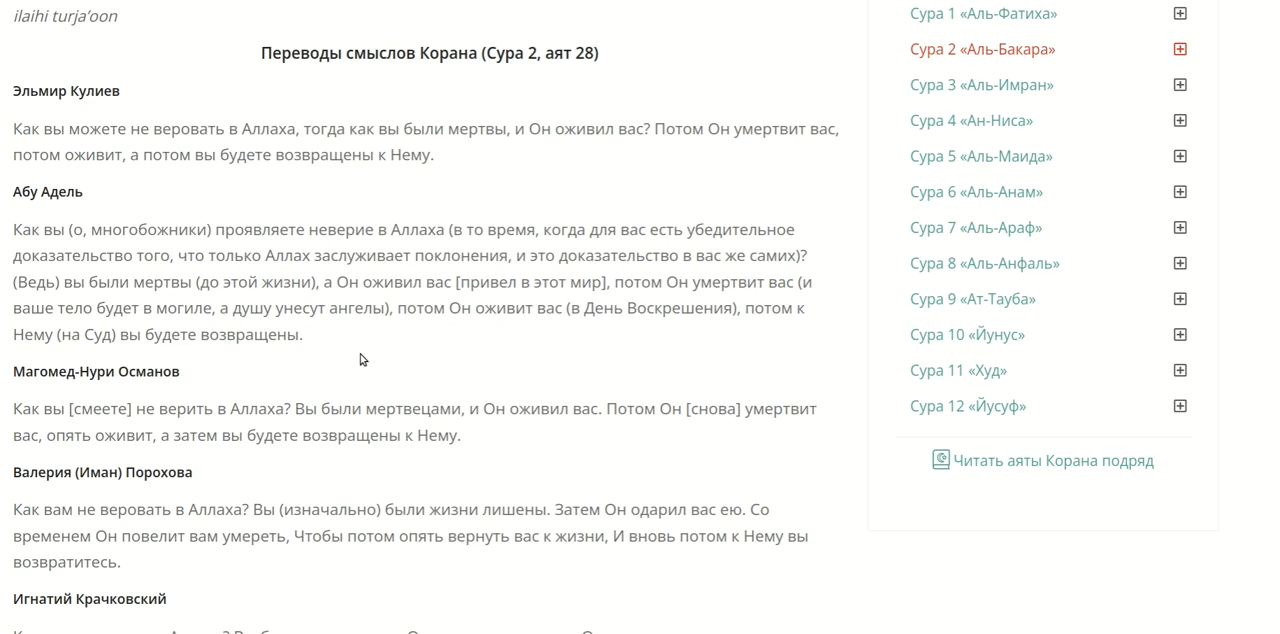 ilaihi turja’oon
Переводы смыслов Корана (Сура 2, аят 28)
Эльмир Кулиев
Как вы можете не веровать в Аллаха, тогда как вы были мертвы, и Он оживил вас? Потом Он умертвит вас,
потом оживит, а потом вы будете возвращены к Нему.
Абу Адель
Как вы (о, многобожники) проявляете неверие в Аллаха (в то время, когда для вас есть убедительное
доказательство того, что только Аллах заслуживает поклонения, и это доказательство в вас же самих)?
(Ведь) вы были мертвы (до этой жизни), а Он оживил вас [привел в этот мир], потом Он умертвит вас (и
ваше тело будет в могиле, а душу унесут ангелы), потом Он оживит вас (в День Воскрешения), потом к
Нему (на Суд) вы будете возвращены.
Магомед-Нури Османов
Как вы [смеете] не верить в Аллаха? Вы были мертвецами, и Он оживил вас. Потом Он [снова] умертвит
вас, опять оживит, а затем вы будете возвращены к Нему.
Валерия (Иман) Порохова
Как вам не веровать в Аллаха? Вы (изначально) были жизни лишены. Затем Он одарил вас ею. Со
временем Он повелит вам умереть, Чтобы потом опять вернуть вас к жизни, И вновь потом к Нему вы
возвратитесь.
Игнатий Крачковский
Сура 1 «Аль-Фатиха»
Сура 2 «Аль-Бакара»
Сура 3 «Аль-Имран»
Сура 4 «Ан-Ниса»
Сура 5 «Аль-Маида»
Сура 6 «Аль-Анам»
Сура 7 «Аль-Араф»
Сура 8 «Аль-Анфаль»
Сура 9 «Ат-Тауба»
Сура 10 «Йунус»
Сура 11 «Худ»
Сура 12 «Йусуф»
Читать аяты Корана подряд